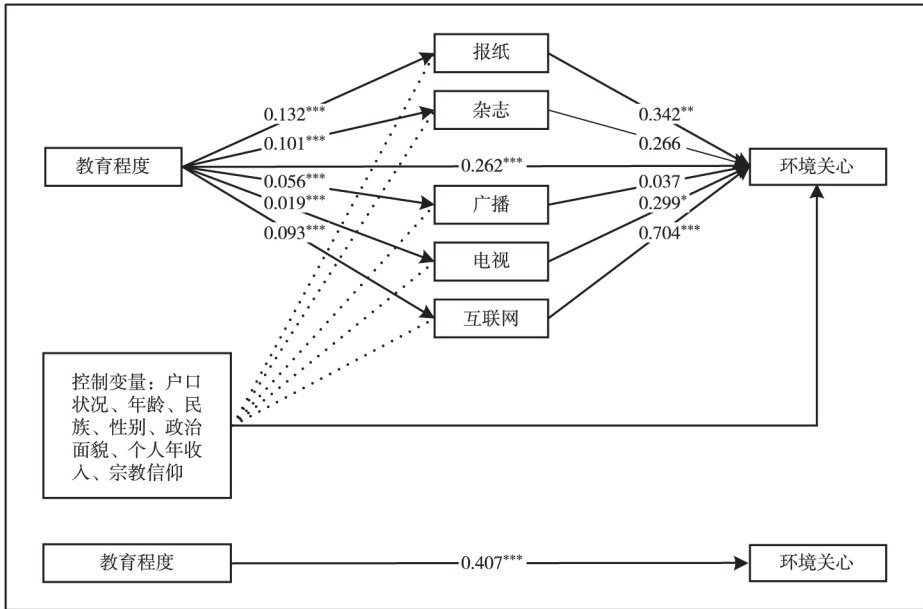 报纸
0.132***
0.342**
杂志
0.101***
0.266
教育程度
0.262***
环境关心
0.056***
0.037
广播
0.019***
0.299*
0.093***
0.704***
电视
互联网
控制变量：户口
状况、年龄、民
族、性别、政治
面貌、个人年收
入、宗教信仰
教育程度
0.407***
环境关心